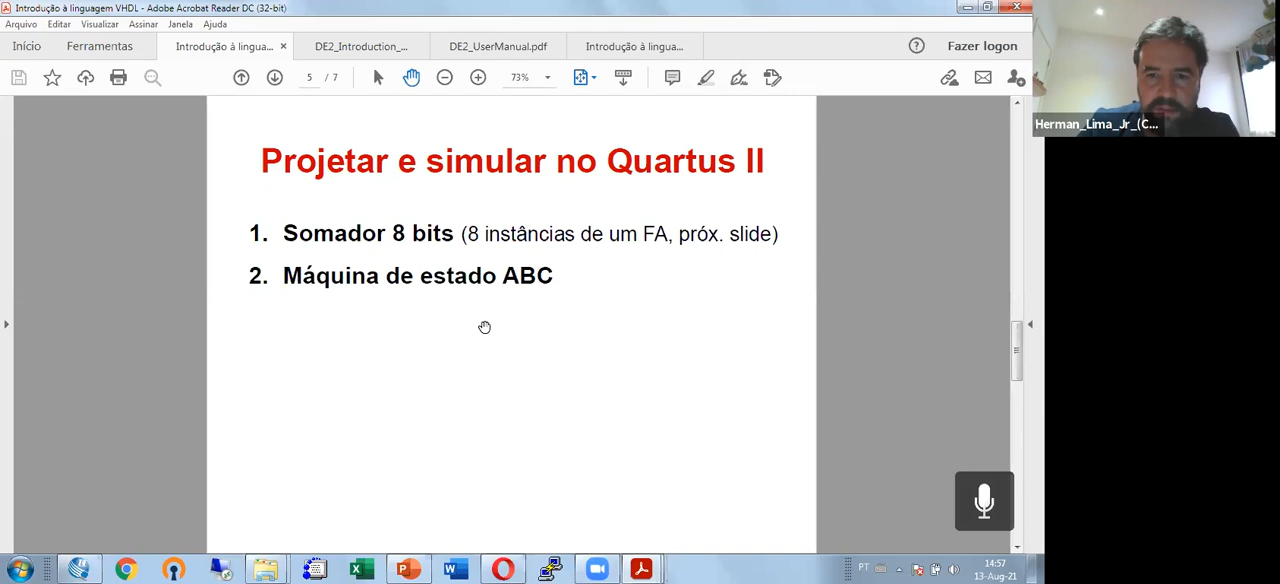 Introdução à linguagem VHDL - Adobe Acrobat Reader DC (32-bit)
Arquivo Editar Visualizar Assinar Janela Ajuda
Início Ferramentas Introdução à lingua... × DE2_Introduction_... DE2_UserManual.pdf Introdução à lingua... Fazer logon
5 / 7 73%
Herman_Lima_Jr_(C...
Projetar e simular no Quartus II
1. Somador 8 bits (8 instâncias de um FA, próx. slide)
2. Máquina de estado ABC
PT 14:57
13-Aug-21